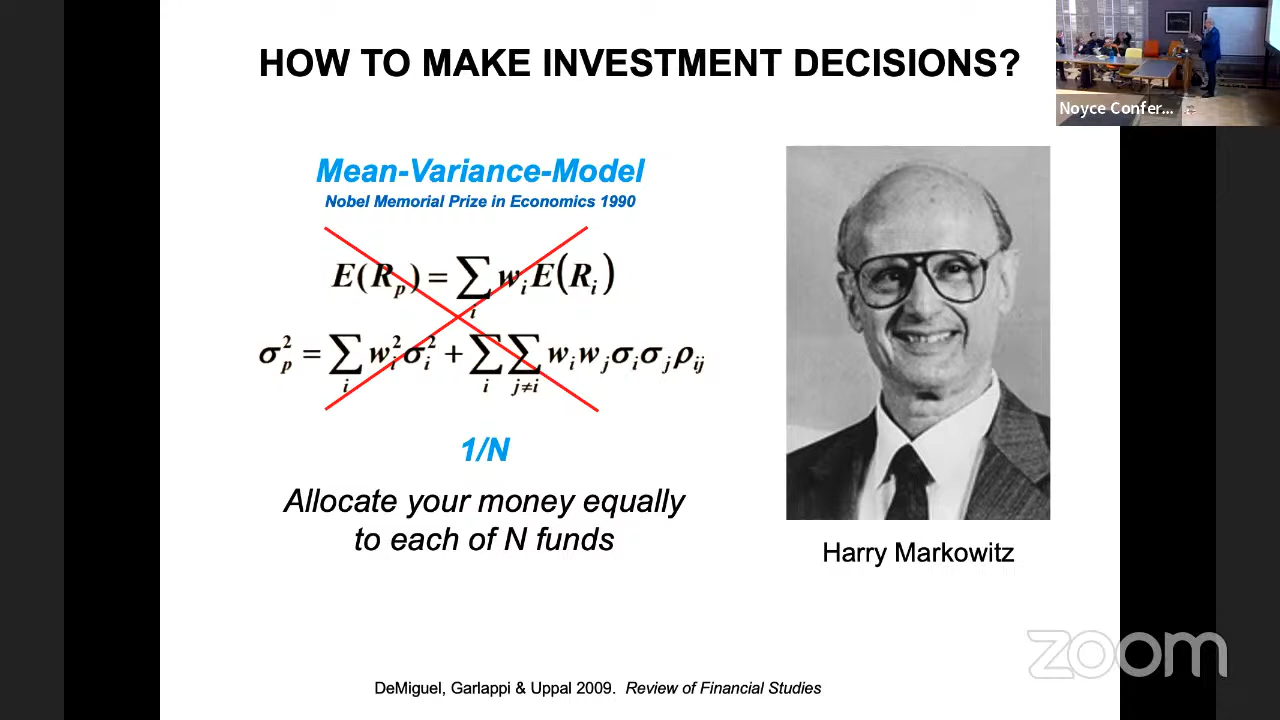 HOW TO MAKE INVESTMENT DECISIONS?
Noyce Confer...
Mean-Variance-Model
Nobel Memorial Prize in Economics 1990
E(R_p) = ∑_i w_i E(R_i)
σ_p^2 = ∑_i w_i^2 σ_i^2 + ∑_i ∑_{j≠i} w_i w_j σ_i σ_j ρ_{ij}
1/N
Allocate your money equally
to each of N funds
Harry Markowitz
zoom
DeMiguel, Garlappi & Uppal 2009. Review of Financial Studies